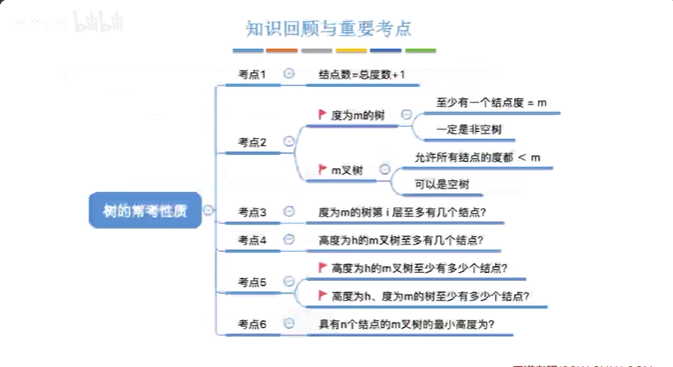 知识回顾与重要考点
考点1
结点数=总度数+1
考点2
度为m的树
至少有一个结点度 = m
一定是非空树
m叉树
允许所有结点的度都 < m
可以是空树
树的常考性质
考点3
度为m的树第 i 层至多有几个结点?
考点4
高度为h的m叉树至多有几个结点?
考点5
高度为h的m叉树至少有多少个结点?
高度为h、度为m的树至少有多少个结点?
考点6
具有n个结点的m叉树的最小高度为?